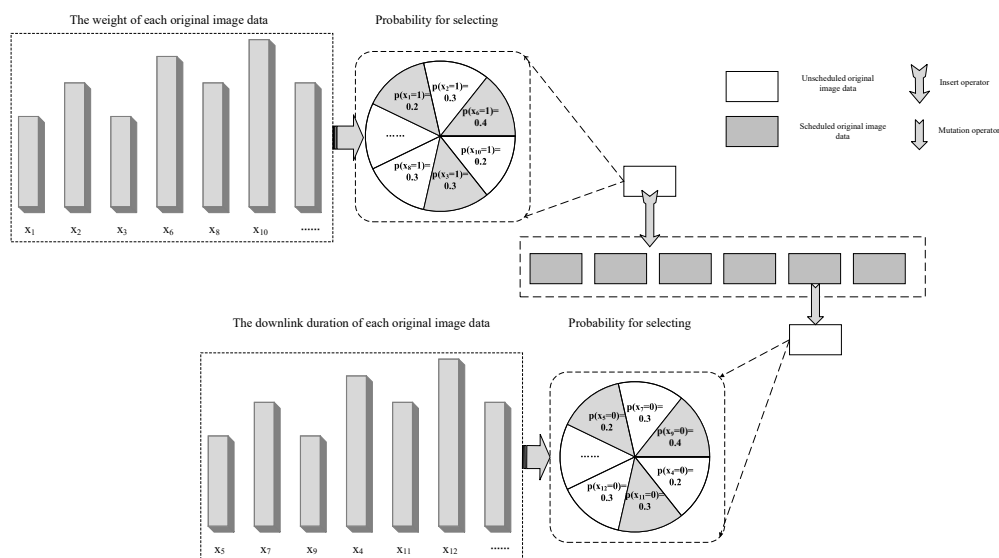 The weight of each original image data
Probability for selecting
p(x₁=1)=
0.2
p(x₂=1)=
0.3
p(x₆=1)=
0.4
......
p(x₁₀=1)=
0.2
p(x₈=1)=
0.3
p(x₃=1)=
0.3
x₁ x₂ x₃ x₆ x₈ x₁₀ ......
Unscheduled original
image data
Insert operator
Scheduled original image
data
Mutation operator
The downlink duration of each original image data
Probability for selecting
p(x₅=0)=
0.2
p(x₇=0)=
0.3
p(x₉=0)=
0.4
......
p(x₄=0)=
0.2
p(x₁₂=0)=
0.3
p(x₁₁=0)=
0.3
x₅ x₇ x₉ x₄ x₁₁ x₁₂ ......